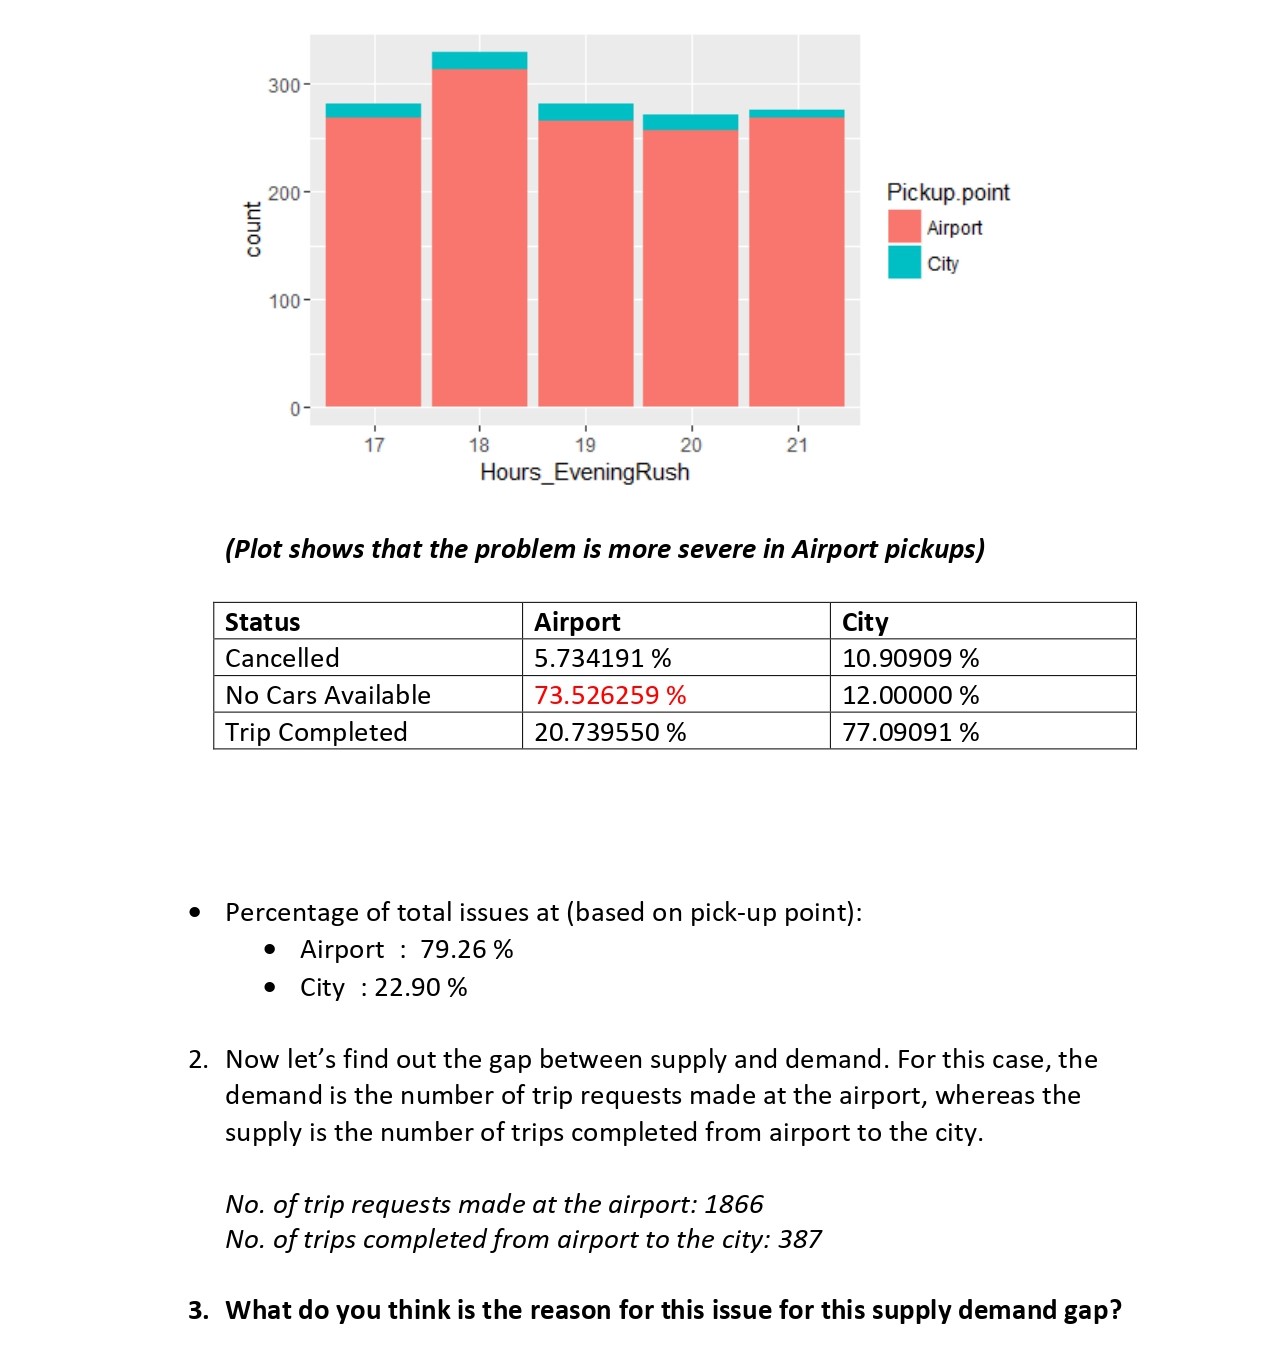 300
200
100
0
count
17 18 19 20 21
Hours_EveningRush
Pickup.point
Airport
City
(Plot shows that the problem is more severe in Airport pickups)
Status Airport City
Cancelled 5.734191 % 10.90909 %
No Cars Available 73.526259 % 12.00000 %
Trip Completed 20.739550 % 77.09091 %
• Percentage of total issues at (based on pick-up point):
• Airport : 79.26 %
• City : 22.90 %
2. Now let’s find out the gap between supply and demand. For this case, the
demand is the number of trip requests made at the airport, whereas the
supply is the number of trips completed from airport to the city.
No. of trip requests made at the airport: 1866
No. of trips completed from airport to the city: 387
3. What do you think is the reason for this issue for this supply demand gap?